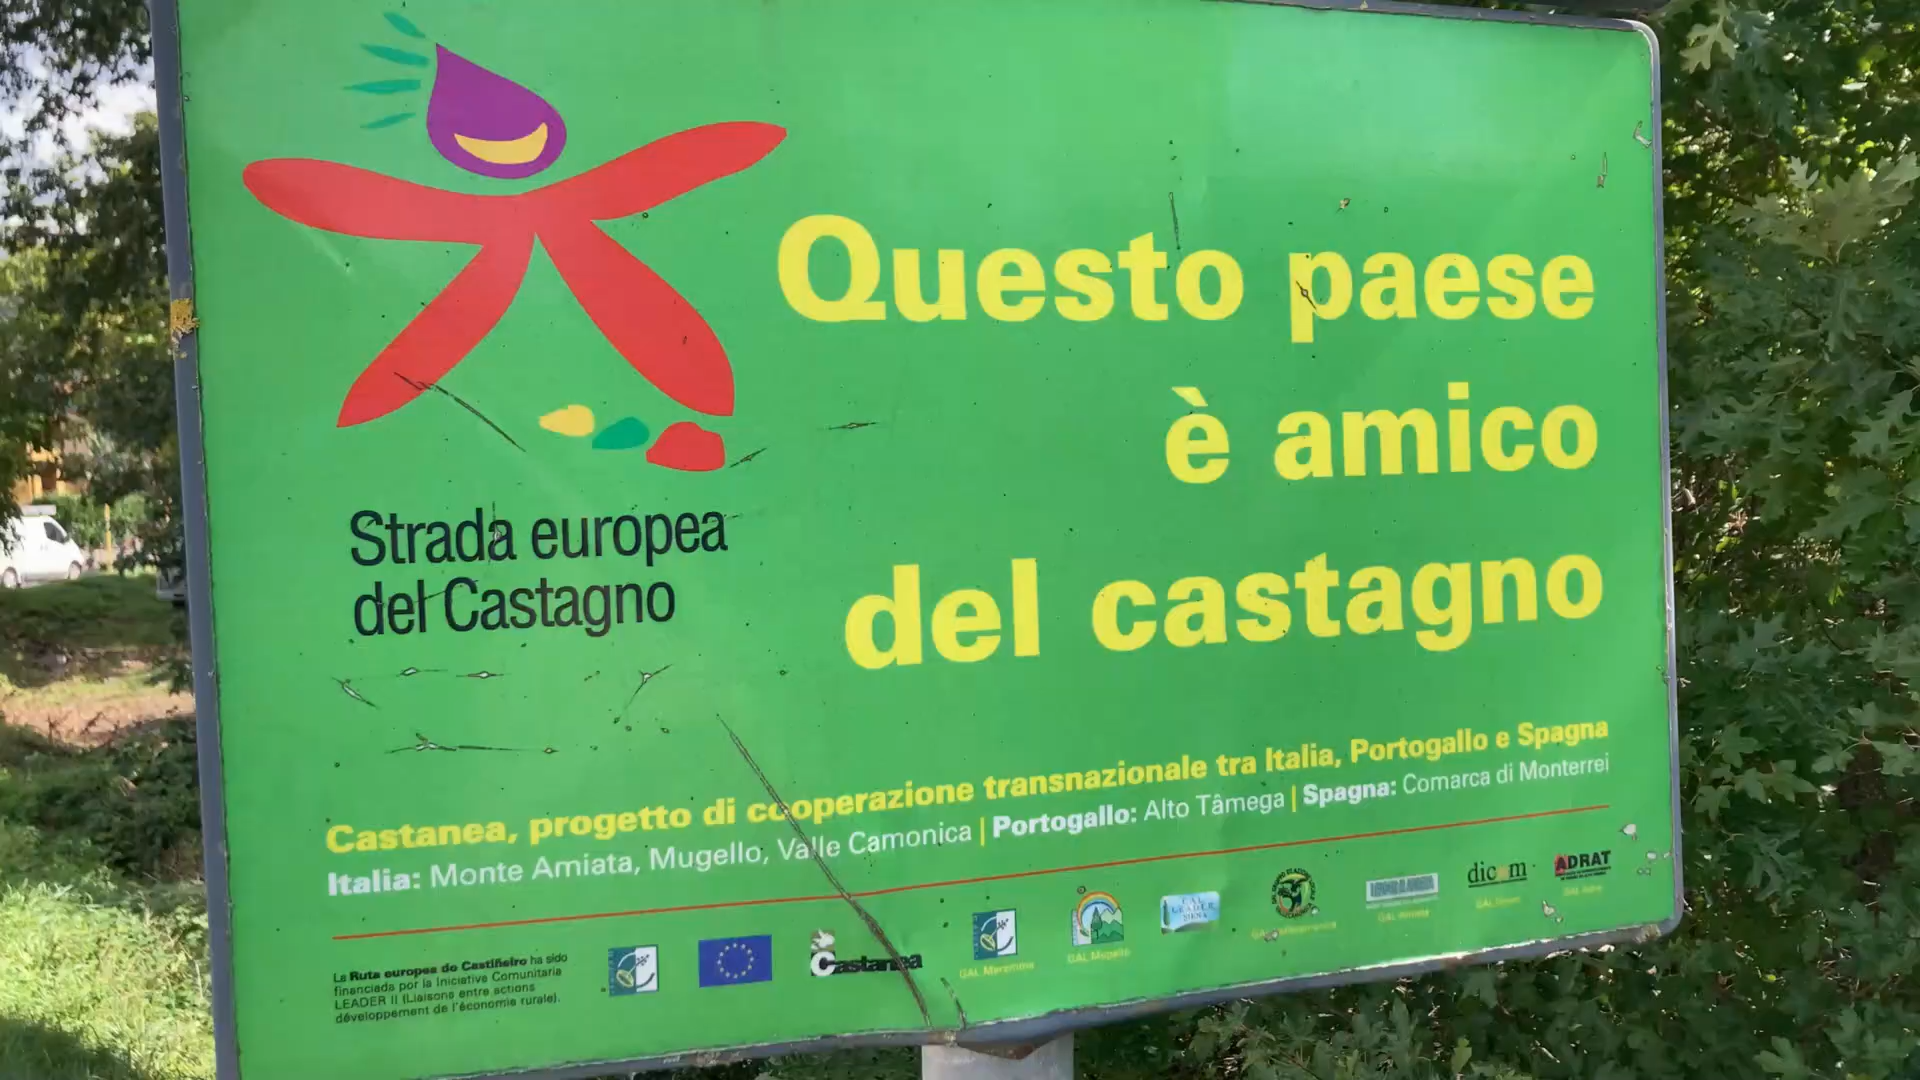 Questo paese
è amico
del castagno
Strada europea
del Castagno
Castanea, progetto di cooperazione transnazionale tra Italia, Portogallo e Spagna
Italia: Monte Amiata, Mugello, Valle Camonica | Portogallo: Alto Tâmega | Spagna: Comarca di Monterrei
La Ruta europea do Castiñeiro ha sido
financiada por la Iniciative Comunitaria
LEADER II (Liaisons entre actions
développement de l'économie rurale).
Castanea
GAL Maremma
GAL Mugello
GAL
LEADER
SIENA
dicom
ADRAT